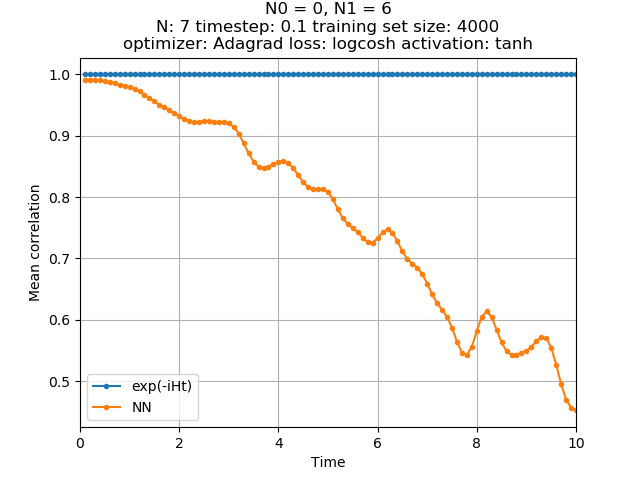 N0 = 0, N1 = 6
N: 7 timestep: 0.1 training set size: 4000
optimizer: Adagrad loss: logcosh activation: tanh
1.0
0.9
0.8
0.7
0.6
0.5
Mean correlation
exp(-iHt)
NN
0 2 4 6 8 10
Time